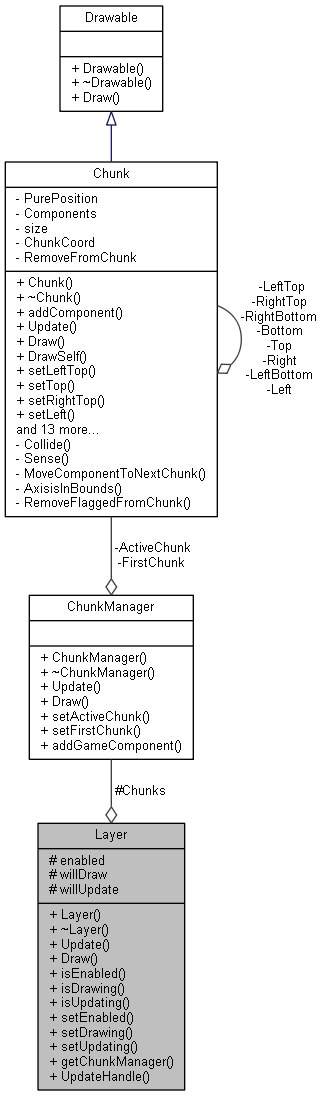 Drawable
+ Drawable()
+ ~Drawable()
+ Draw()
Chunk
- PurePosition
- Components
- size
- ChunkCoord
- RemoveFromChunk
+ Chunk()
+ ~Chunk()
+ addComponent()
+ Update()
+ Draw()
+ DrawSelf()
+ setLeftTop()
+ setTop()
+ setRightTop()
+ setLeft()
and 13 more...
- Collide()
- Sense()
- MoveComponentToNextChunk()
- AxisisInBounds()
- RemoveFlaggedFromChunk()
-LeftTop
-RightTop
-RightBottom
-Bottom
-Top
-Right
-LeftBottom
-Left
-ActiveChunk
-FirstChunk
ChunkManager
+ ChunkManager()
+ ~ChunkManager()
+ Update()
+ Draw()
+ setActiveChunk()
+ setFirstChunk()
+ addGameComponent()
#Chunks
Layer
# enabled
# willDraw
# willUpdate
+ Layer()
+ ~Layer()
+ Update()
+ Draw()
+ isEnabled()
+ isDrawing()
+ isUpdating()
+ setEnabled()
+ setDrawing()
+ setUpdating()
+ getChunkManager()
+ UpdateHandle()